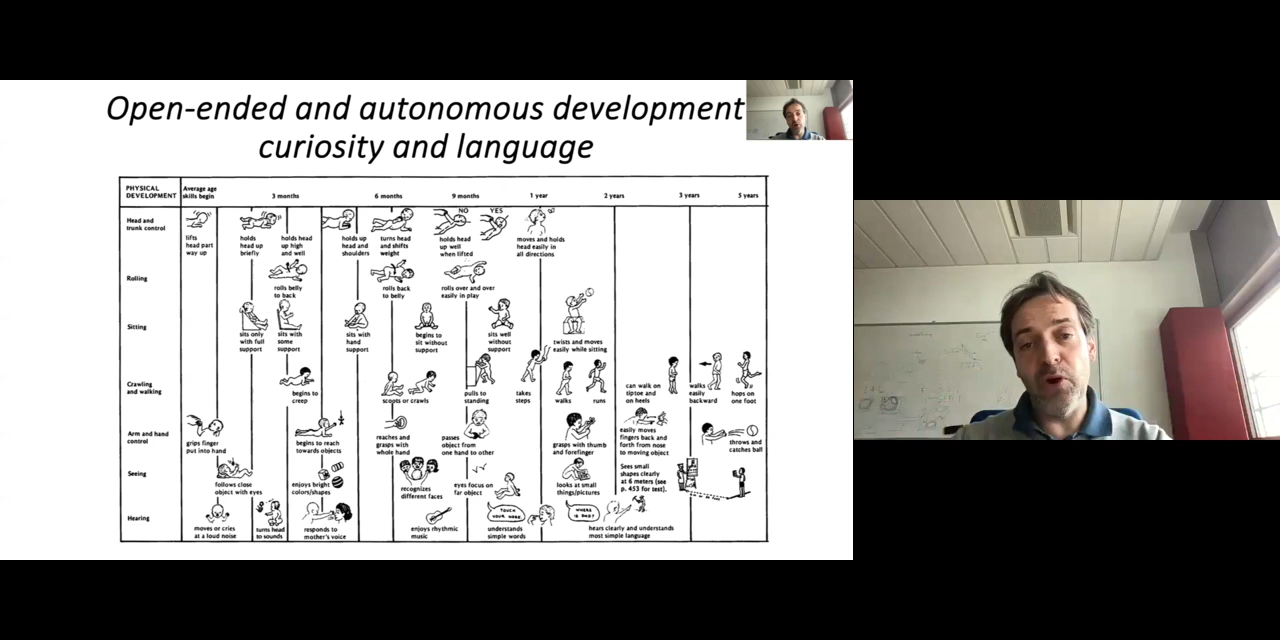 Open-ended and autonomous development
curiosity and language
PHYSICAL
DEVELOPMENT
Average age
skills begin
3 months
6 months
9 months
1 year
2 years
3 years
5 years
Head and
trunk control
lifts
head part
way up
holds
head up
briefly
holds head
up high
and well
holds up
head and
shoulders
turns head
and shifts
weight
NO
YES
holds head
up well
when lifted
moves and holds
head easily in
all directions
Rolling
rolls belly
to back
rolls back
to belly
rolls over and over
easily in play
Sitting
sits only
with full
support
sits with
some
support
sits with
hand
support
begins to
sit without
support
sits well
without
support
twists and moves
easily while sitting
Crawling
and walking
begins to
creep
scoots or crawls
pulls to
standing
takes
steps
walks
runs
can walk on
tiptoe and
on heels
walks
easily
backward
hops on
one foot
Arm and hand
control
grips finger
put into hand
begins to reach
towards objects
reaches and
grasps with
whole hand
passes
object from
one hand to other
grasps with thumb
and forefinger
easily moves
fingers back and
forth from nose
to moving object
throws and
catches ball
Seeing
follows close
object with eyes
enjoys bright
colors/shapes
recognizes
different faces
eyes focus on
far object
looks at small
things/pictures
Sees small
shapes clearly
at 6 meters (see
p. 453 for test).
Hearing
moves or cries
at a loud noise
turns head
to sounds
responds to
mother's voice
enjoys rhythmic
music
TOUCH
YOUR NOSE
understands
simple words
WHERE
IS DAD?
hears clearly and understands
most simple language